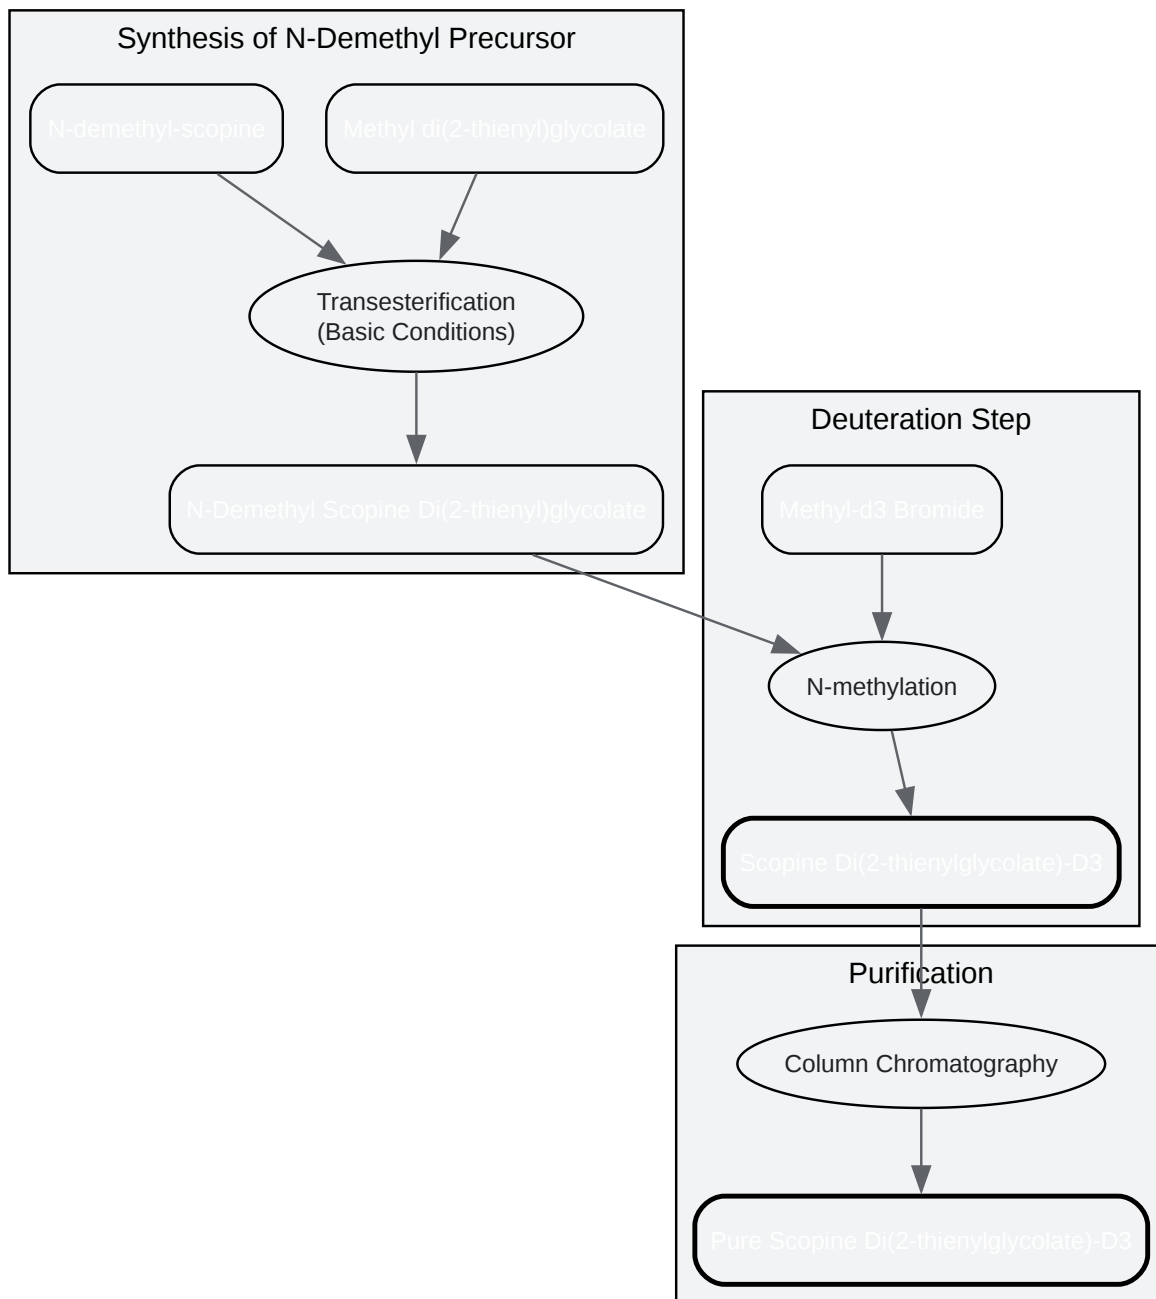 Synthesis of N-Demethyl Precursor
N-demethyl-scopine
Methyl di(2-thienyl)glycolate
Transesterification
(Basic Conditions)
N-Demethyl Scopine Di(2-thienyl)glycolate
Deuteration Step
Methyl-d3 Bromide
N-methylation
Scopine Di(2-thienylglycolate)-D3
Purification
Column Chromatography
Pure Scopine Di(2-thienylglycolate)-D3